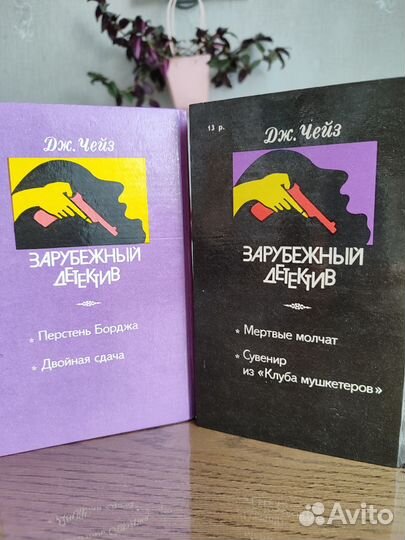 Дж. Чейз
ЗАРУБЕЖНЫЙ
ДЕТЕКТИВ
* Перстень Борджа
* Двойная сдача
13 р.
Дж. Чейз
ЗАРУБЕЖНЫЙ
ДЕТЕКТИВ
* Мертвые молчат
* Сувенир
из «Клуба мушкетеров»
Avito